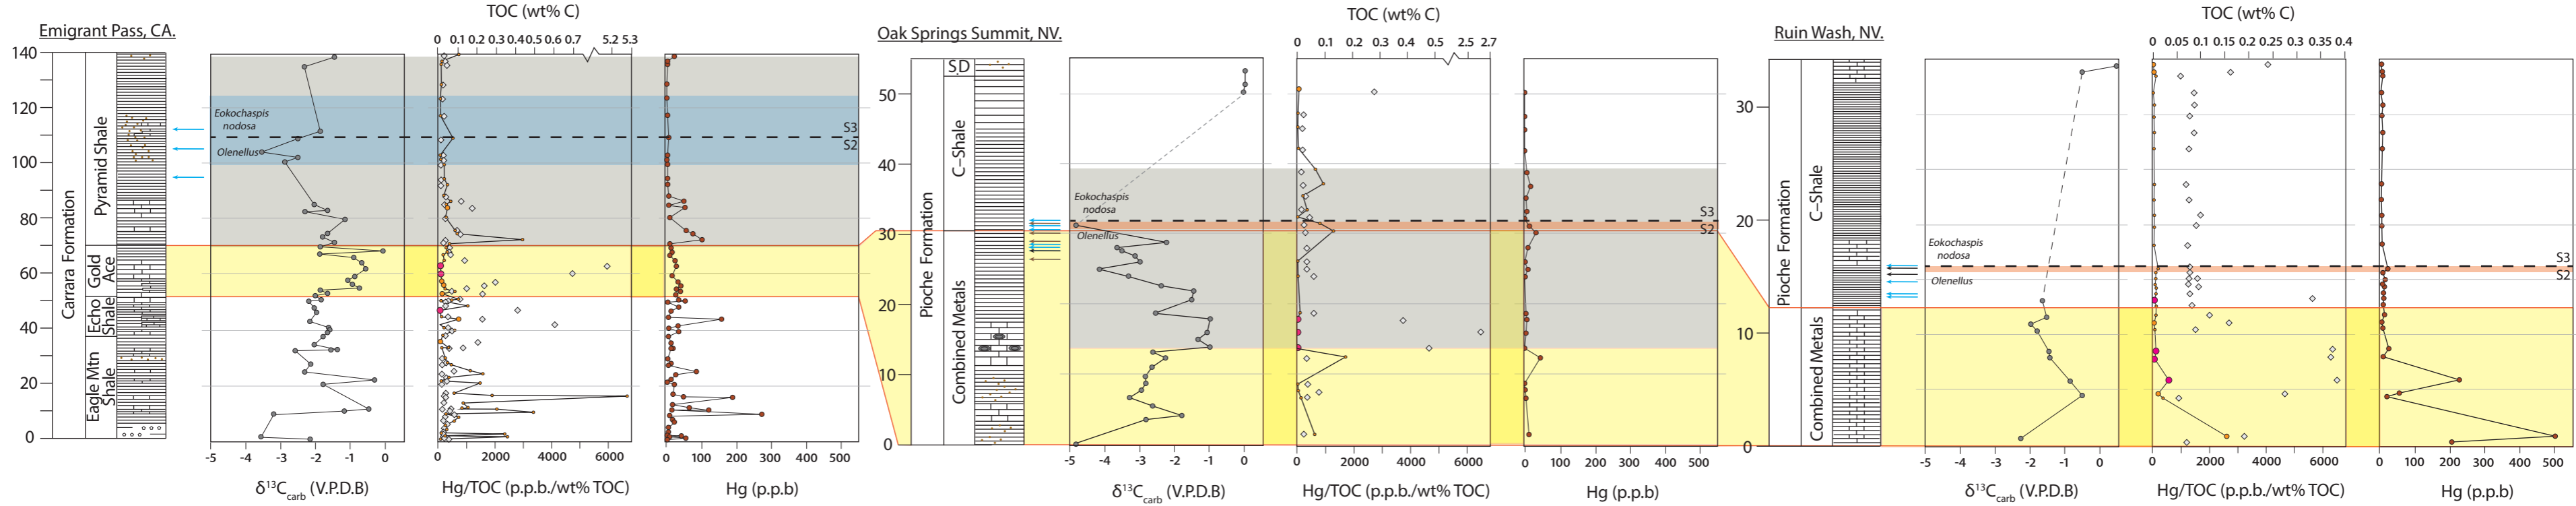 TOC (wt% C)
Emigrant Pass, CA.
0 0.1 0.2 0.3 0.4 0.5 0.6 0.7 5.2 5.3
140
120
100
80
60
40
20
0
Carrara Formation
Pyramid Shale
Gold Ace
Echo Shale
Eagle Mtn Shale
Eokochaspis
nodosa
Olenellus
S3
S2
-5 -4 -3 -2 -1 0
0 2000 4000 6000
0 100 200 300 400 500
δ¹³Ccarb (V.P.D.B)
Hg/TOC (p.p.b./wt% TOC)
Hg (p.p.b)
TOC (wt% C)
Oak Springs Summit, NV.
0 0.1 0.2 0.3 0.4 0.5 2.5 2.7
50
40
30
20
10
0
Pioche Formation
SD
C–Shale
Combined Metals
Eokochaspis
nodosa
Olenellus
S3
S2
-5 -4 -3 -2 -1 0
0 2000 4000 6000
0 100 200 300 400 500
δ¹³Ccarb (V.P.D.B)
Hg/TOC (p.p.b./wt% TOC)
Hg (p.p.b)
TOC (wt% C)
Ruin Wash, NV.
0 0.05 0.1 0.15 0.2 0.25 0.3 0.35 0.4
30
20
10
0
Pioche Formation
C–Shale
Combined Metals
Eokochaspis
nodosa
Olenellus
S3
S2
-5 -4 -3 -2 -1 0
0 2000 4000 6000
0 100 200 300 400 500
δ¹³Ccarb (V.P.D.B)
Hg/TOC (p.p.b./wt% TOC)
Hg (p.p.b)